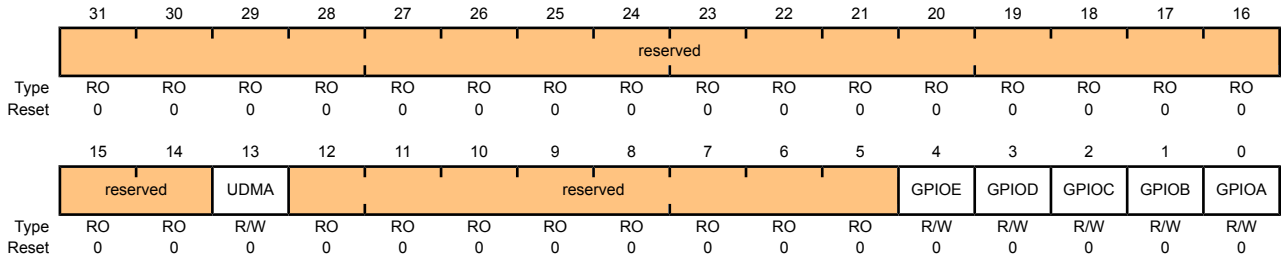 31 30 29 28 27 26 25 24 23 22 21 20 19 18 17 16
reserved
Type RO RO RO RO RO RO RO RO RO RO RO RO RO RO RO RO
Reset 0 0 0 0 0 0 0 0 0 0 0 0 0 0 0 0
15 14 13 12 11 10 9 8 7 6 5 4 3 2 1 0
reserved UDMA reserved GPIOE GPIOD GPIOC GPIOB GPIOA
Type RO RO R/W RO RO RO RO RO RO RO RO R/W R/W R/W R/W R/W
Reset 0 0 0 0 0 0 0 0 0 0 0 0 0 0 0 0